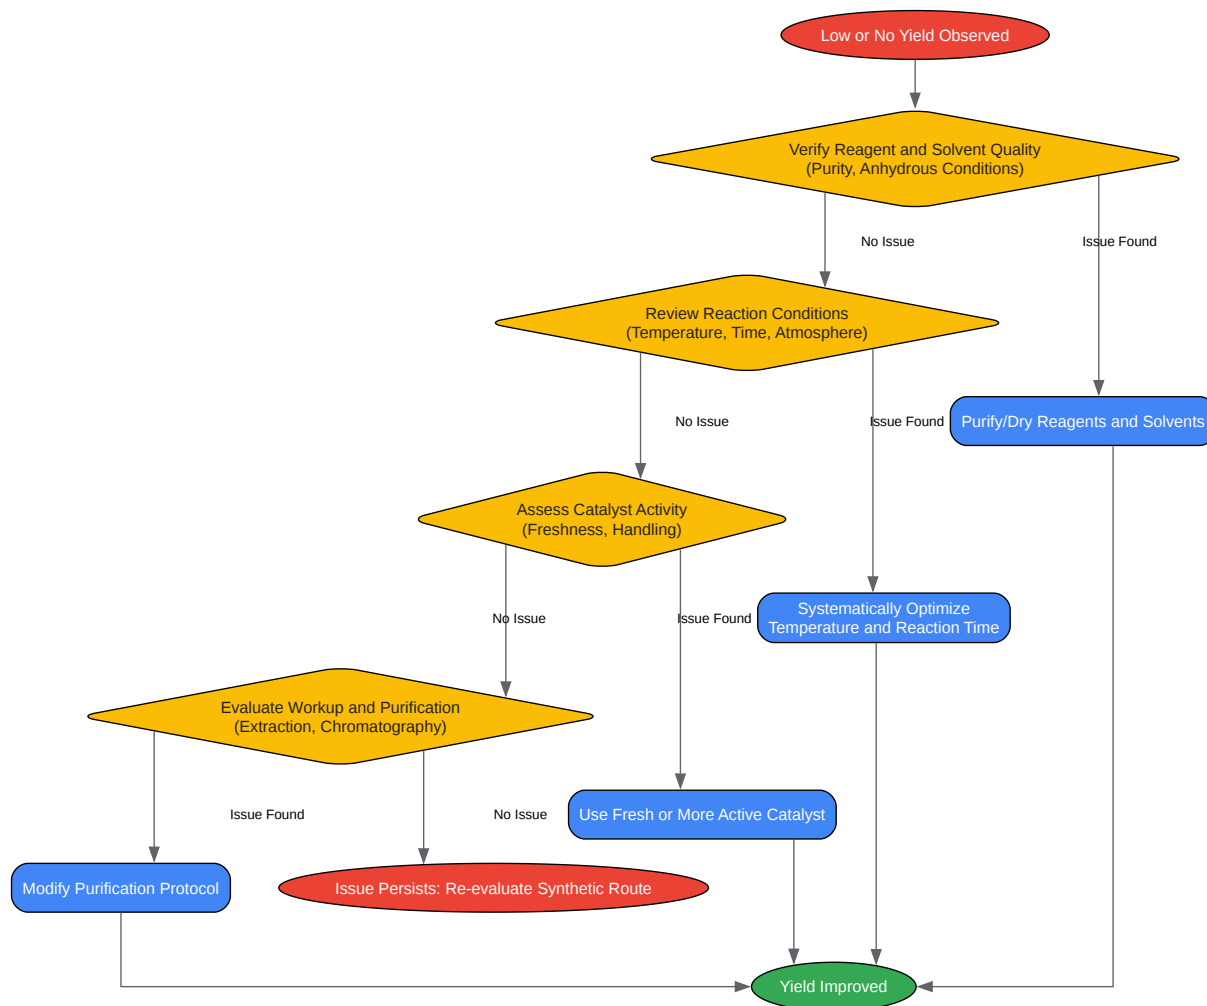 Low or No Yield Observed
Verify Reagent and Solvent Quality
(Purity, Anhydrous Conditions)
No Issue
Issue Found
Review Reaction Conditions
(Temperature, Time, Atmosphere)
No Issue
Issue Found
Purify/Dry Reagents and Solvents
Assess Catalyst Activity
(Freshness, Handling)
No Issue
Issue Found
Systematically Optimize
Temperature and Reaction Time
Evaluate Workup and Purification
(Extraction, Chromatography)
Issue Found
No Issue
Use Fresh or More Active Catalyst
Modify Purification Protocol
Issue Persists: Re-evaluate Synthetic Route
Yield Improved